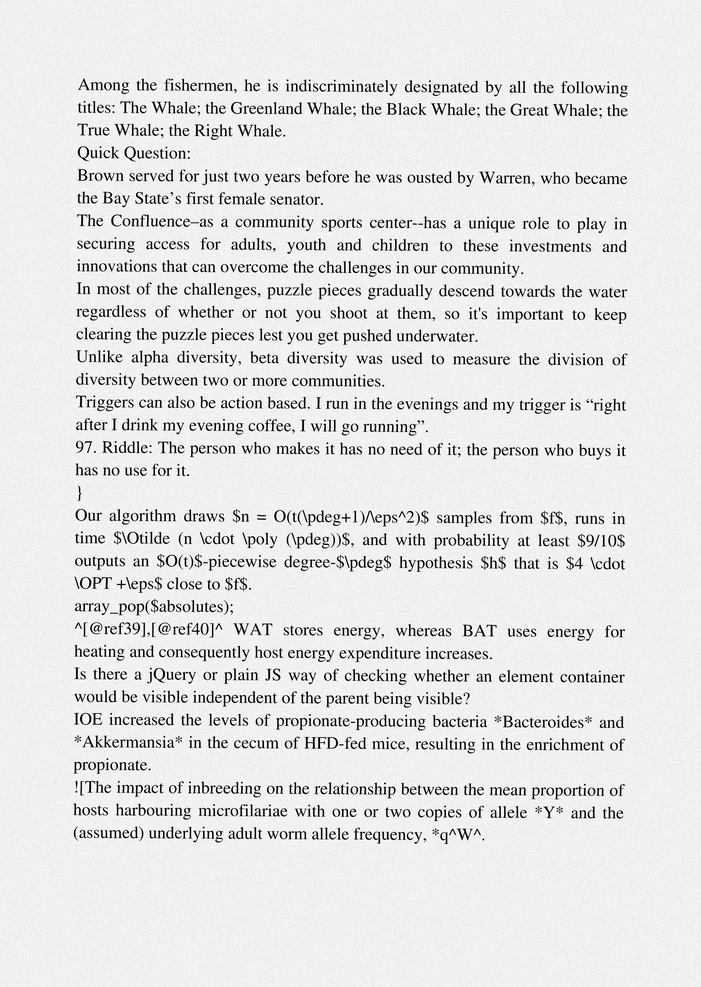 Among the fishermen, he is indiscriminately designated by all the following
titles: The Whale; the Greenland Whale; the Black Whale; the Great Whale; the
True Whale; the Right Whale.
Quick Question:
Brown served for just two years before he was ousted by Warren, who became
the Bay State’s first female senator.
The Confluence–as a community sports center--has a unique role to play in
securing access for adults, youth and children to these investments and
innovations that can overcome the challenges in our community.
In most of the challenges, puzzle pieces gradually descend towards the water
regardless of whether or not you shoot at them, so it's important to keep
clearing the puzzle pieces lest you get pushed underwater.
Unlike alpha diversity, beta diversity was used to measure the division of
diversity between two or more communities.
Triggers can also be action based. I run in the evenings and my trigger is “right
after I drink my evening coffee, I will go running”.
97. Riddle: The person who makes it has no need of it; the person who buys it
has no use for it.
}
Our algorithm draws $n = O(t(\pdeg+1)/\eps^2)$ samples from $f$, runs in
time $\Otilde (n \cdot \poly (\pdeg))$, and with probability at least $9/10$
outputs an $O(t)$-piecewise degree-$\pdeg$ hypothesis $h$ that is $4 \cdot
\OPT +\eps$ close to $f$.
array_pop($absolutes);
^[@ref39],[@ref40]^ WAT stores energy, whereas BAT uses energy for
heating and consequently host energy expenditure increases.
Is there a jQuery or plain JS way of checking whether an element container
would be visible independent of the parent being visible?
IOE increased the levels of propionate-producing bacteria *Bacteroides* and
*Akkermansia* in the cecum of HFD-fed mice, resulting in the enrichment of
propionate.
![The impact of inbreeding on the relationship between the mean proportion of
hosts harbouring microfilariae with one or two copies of allele *Y* and the
(assumed) underlying adult worm allele frequency, *q^W^.